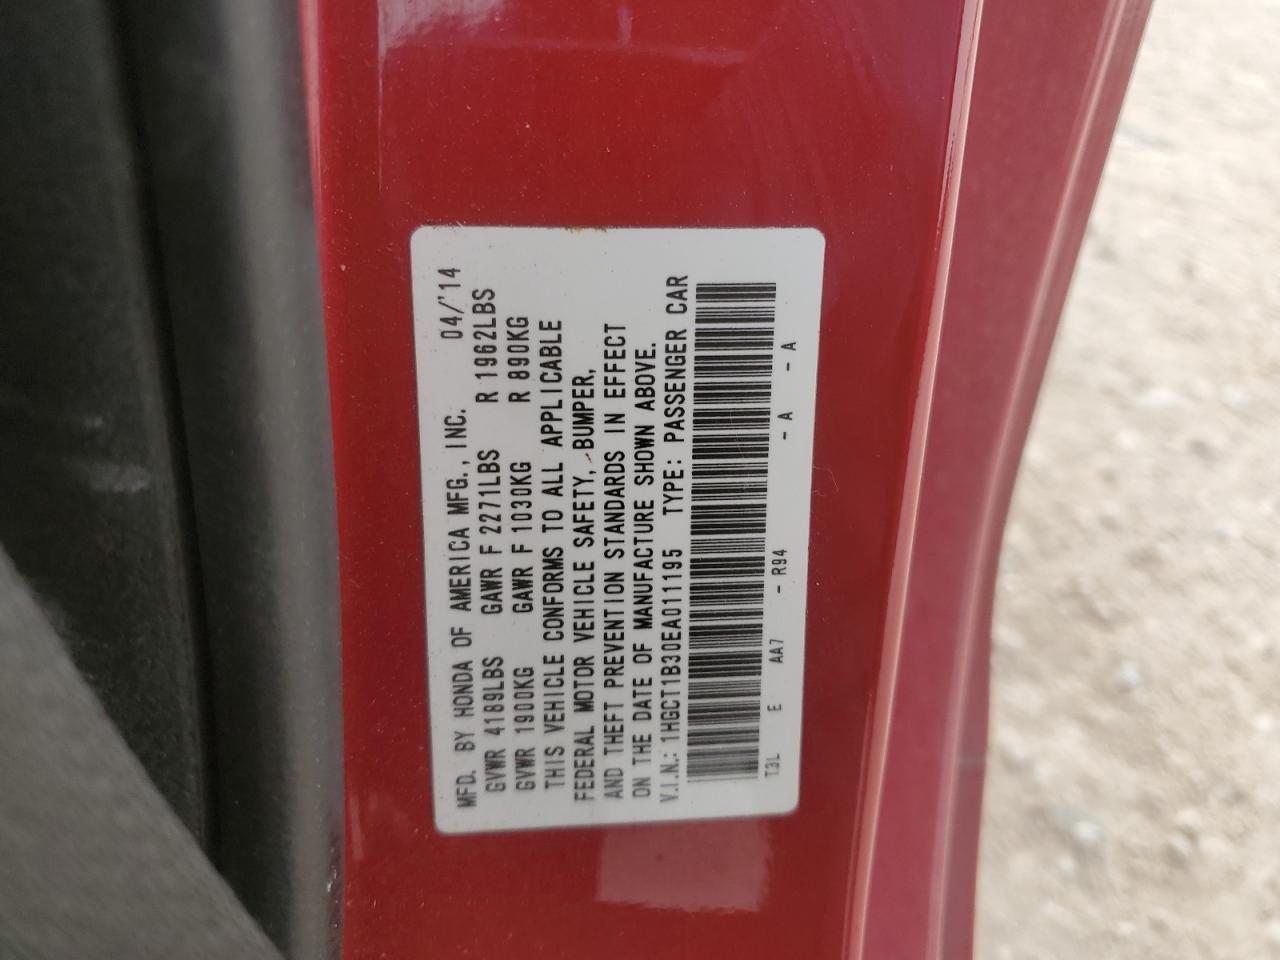 MFD. BY HONDA OF AMERICA MFG., INC. 04/'14
GVWR 4189LBS GAWR F 2271LBS R 1962LBS
GVWR 1900KG GAWR F 1030KG R 890KG
THIS VEHICLE CONFORMS TO ALL APPLICABLE
FEDERAL MOTOR VEHICLE SAFETY, BUMPER,
AND THEFT PREVENTION STANDARDS IN EFFECT
ON THE DATE OF MANUFACTURE SHOWN ABOVE.
V.I.N.: 1HGCT1B30EA011195 TYPE: PASSENGER CAR
T3L E AA7 - R94 - A - A